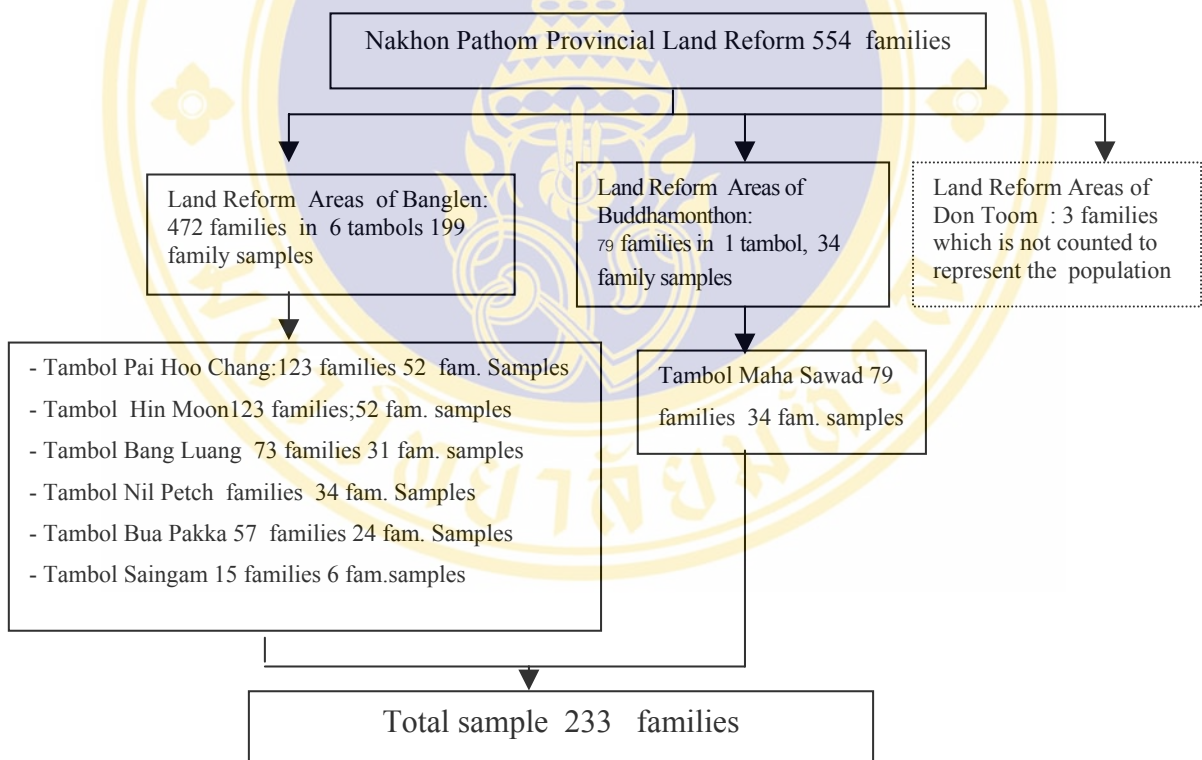 Nakhon Pathom Provincial Land Reform 554 families
Land Reform Areas of Banglen:
472 families in 6 tambols 199
family samples
Land Reform Areas of
Buddhamonthon:
79 families in 1 tambol, 34
family samples
Land Reform Areas of
Don Toom : 3 families
which is not counted to
represent the population
- Tambol Pai Hoo Chang:123 families 52 fam. Samples
- Tambol Hin Moon123 families;52 fam. samples
- Tambol Bang Luang 73 families 31 fam. samples
- Tambol Nil Petch families 34 fam. Samples
- Tambol Bua Pakka 57 families 24 fam. Samples
- Tambol Saingam 15 families 6 fam.samples
Tambol Maha Sawad 79
families 34 fam. samples
Total sample 233 families